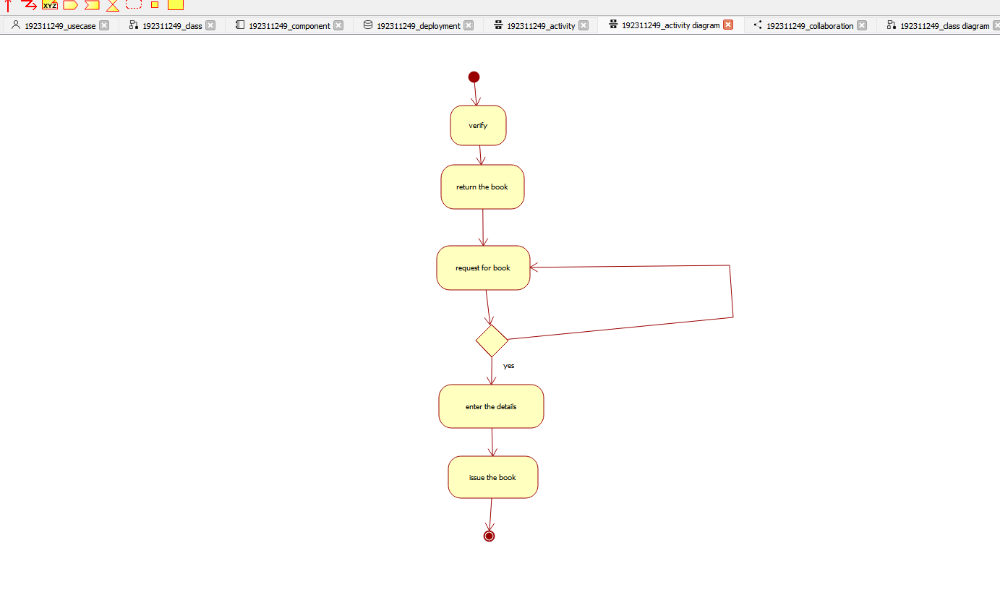 XYZ
192311249_usecase
192311249_class
192311249_component
192311249_deployment
192311249_activity
192311249_activity diagram
192311249_collaboration
192311249_class diagram
verify
return the book
request for book
yes
enter the details
issue the book